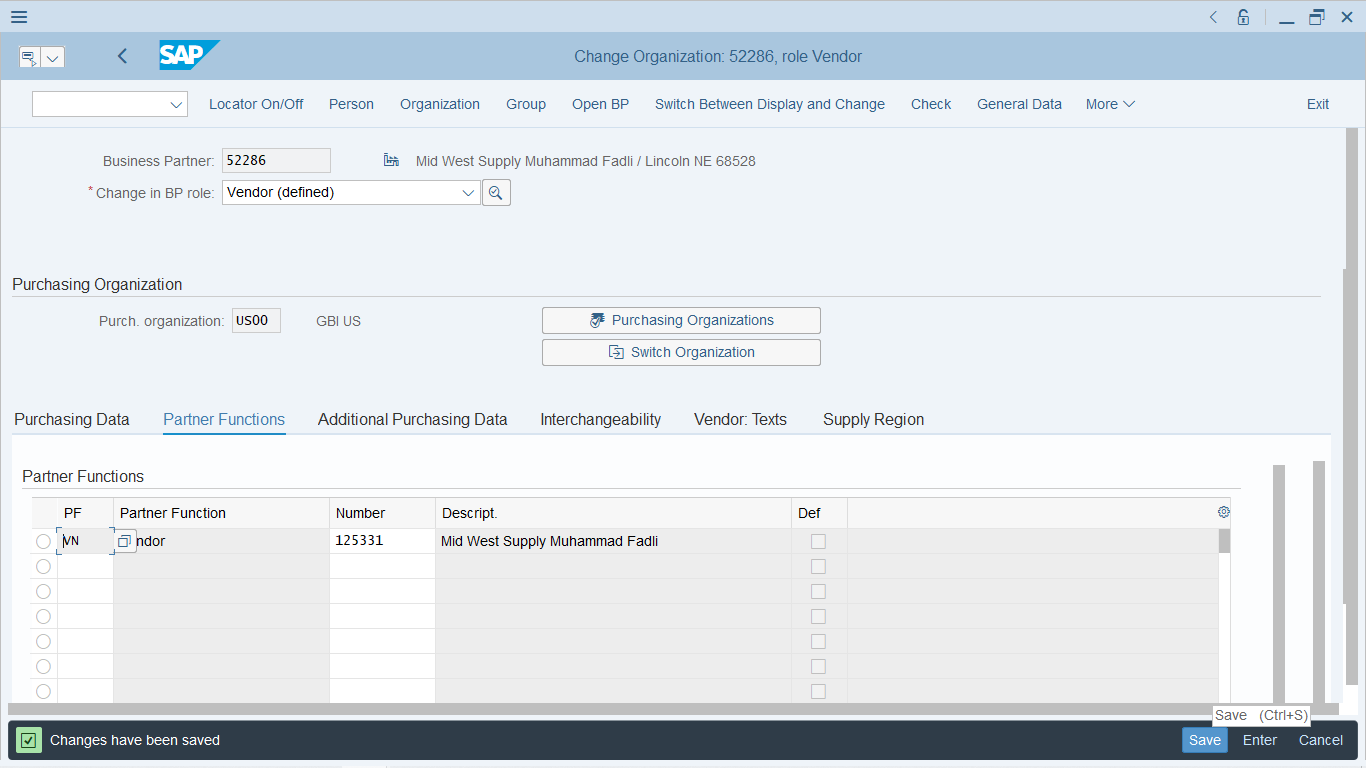 SAP
Change Organization: 52286, role Vendor
Locator On/Off Person Organization Group Open BP Switch Between Display and Change Check General Data More Exit
Business Partner: 52286 Mid West Supply Muhammad Fadli / Lincoln NE 68528
* Change in BP role: Vendor (defined)
Purchasing Organization
Purch. organization: US00 GBI US Purchasing Organizations
Switch Organization
Purchasing Data Partner Functions Additional Purchasing Data Interchangeability Vendor: Texts Supply Region
Partner Functions
PF Partner Function Number Descript. Def
VN ndor 125331 Mid West Supply Muhammad Fadli
Save (Ctrl+S)
Changes have been saved Save Enter Cancel